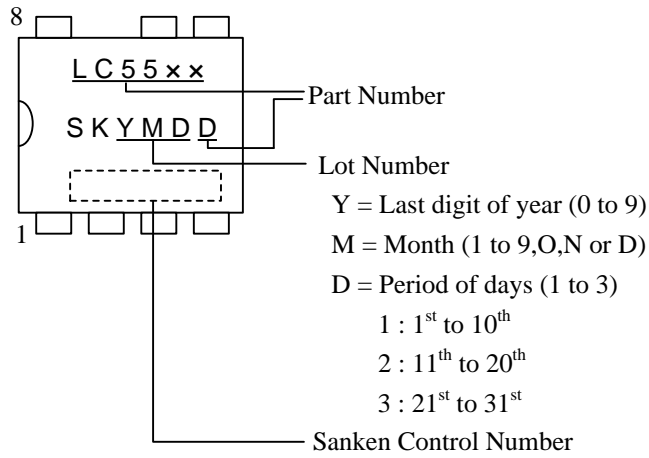 8
LC55××
Part Number
SKYMDD
Lot Number
Y = Last digit of year (0 to 9)
1
M = Month (1 to 9,O,N or D)
D = Period of days (1 to 3)
1 : 1st to 10th
2 : 11th to 20th
3 : 21st to 31st
Sanken Control Number